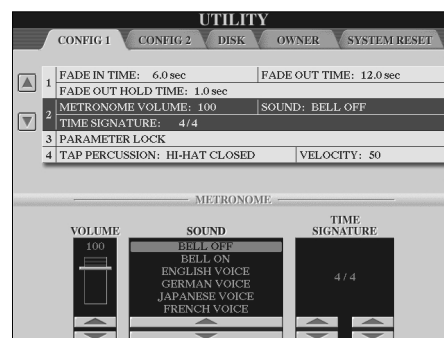 UTILITY
CONFIG 1 CONFIG 2 DISK OWNER SYSTEM RESET
1 FADE IN TIME: 6.0 sec FADE OUT TIME: 12.0 sec
FADE OUT HOLD TIME: 1.0 sec
2 METRONOME VOLUME: 100 SOUND: BELL OFF
TIME SIGNATURE: 4/4
3 PARAMETER LOCK
4 TAP PERCUSSION: HI-HAT CLOSED VELOCITY: 50
METRONOME
VOLUME SOUND TIME SIGNATURE
100 BELL OFF
BELL ON
ENGLISH VOICE
GERMAN VOICE
JAPANESE VOICE
FRENCH VOICE
4 / 4